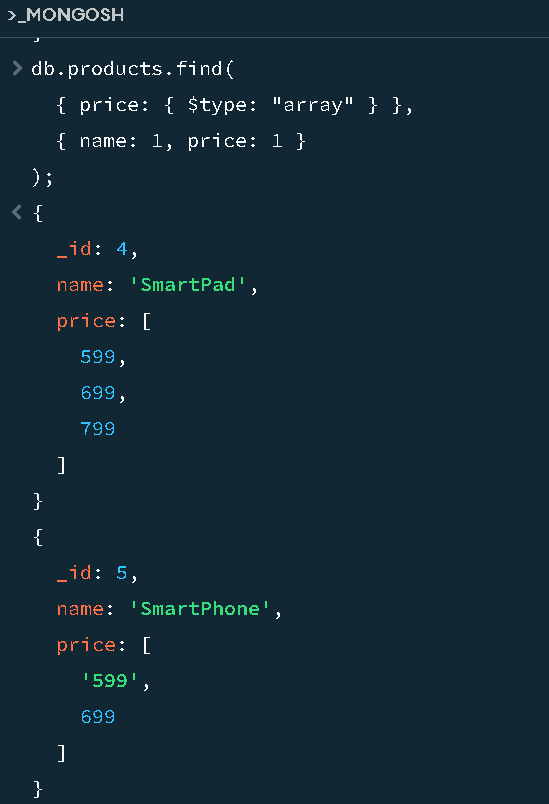 >_MONGOSH
> db.products.find(
{ price: { $type: "array" } },
{ name: 1, price: 1 }
);
< {
_id: 4,
name: 'SmartPad',
price: [
599,
699,
799
]
}
{
_id: 5,
name: 'SmartPhone',
price: [
'599',
699
]
}